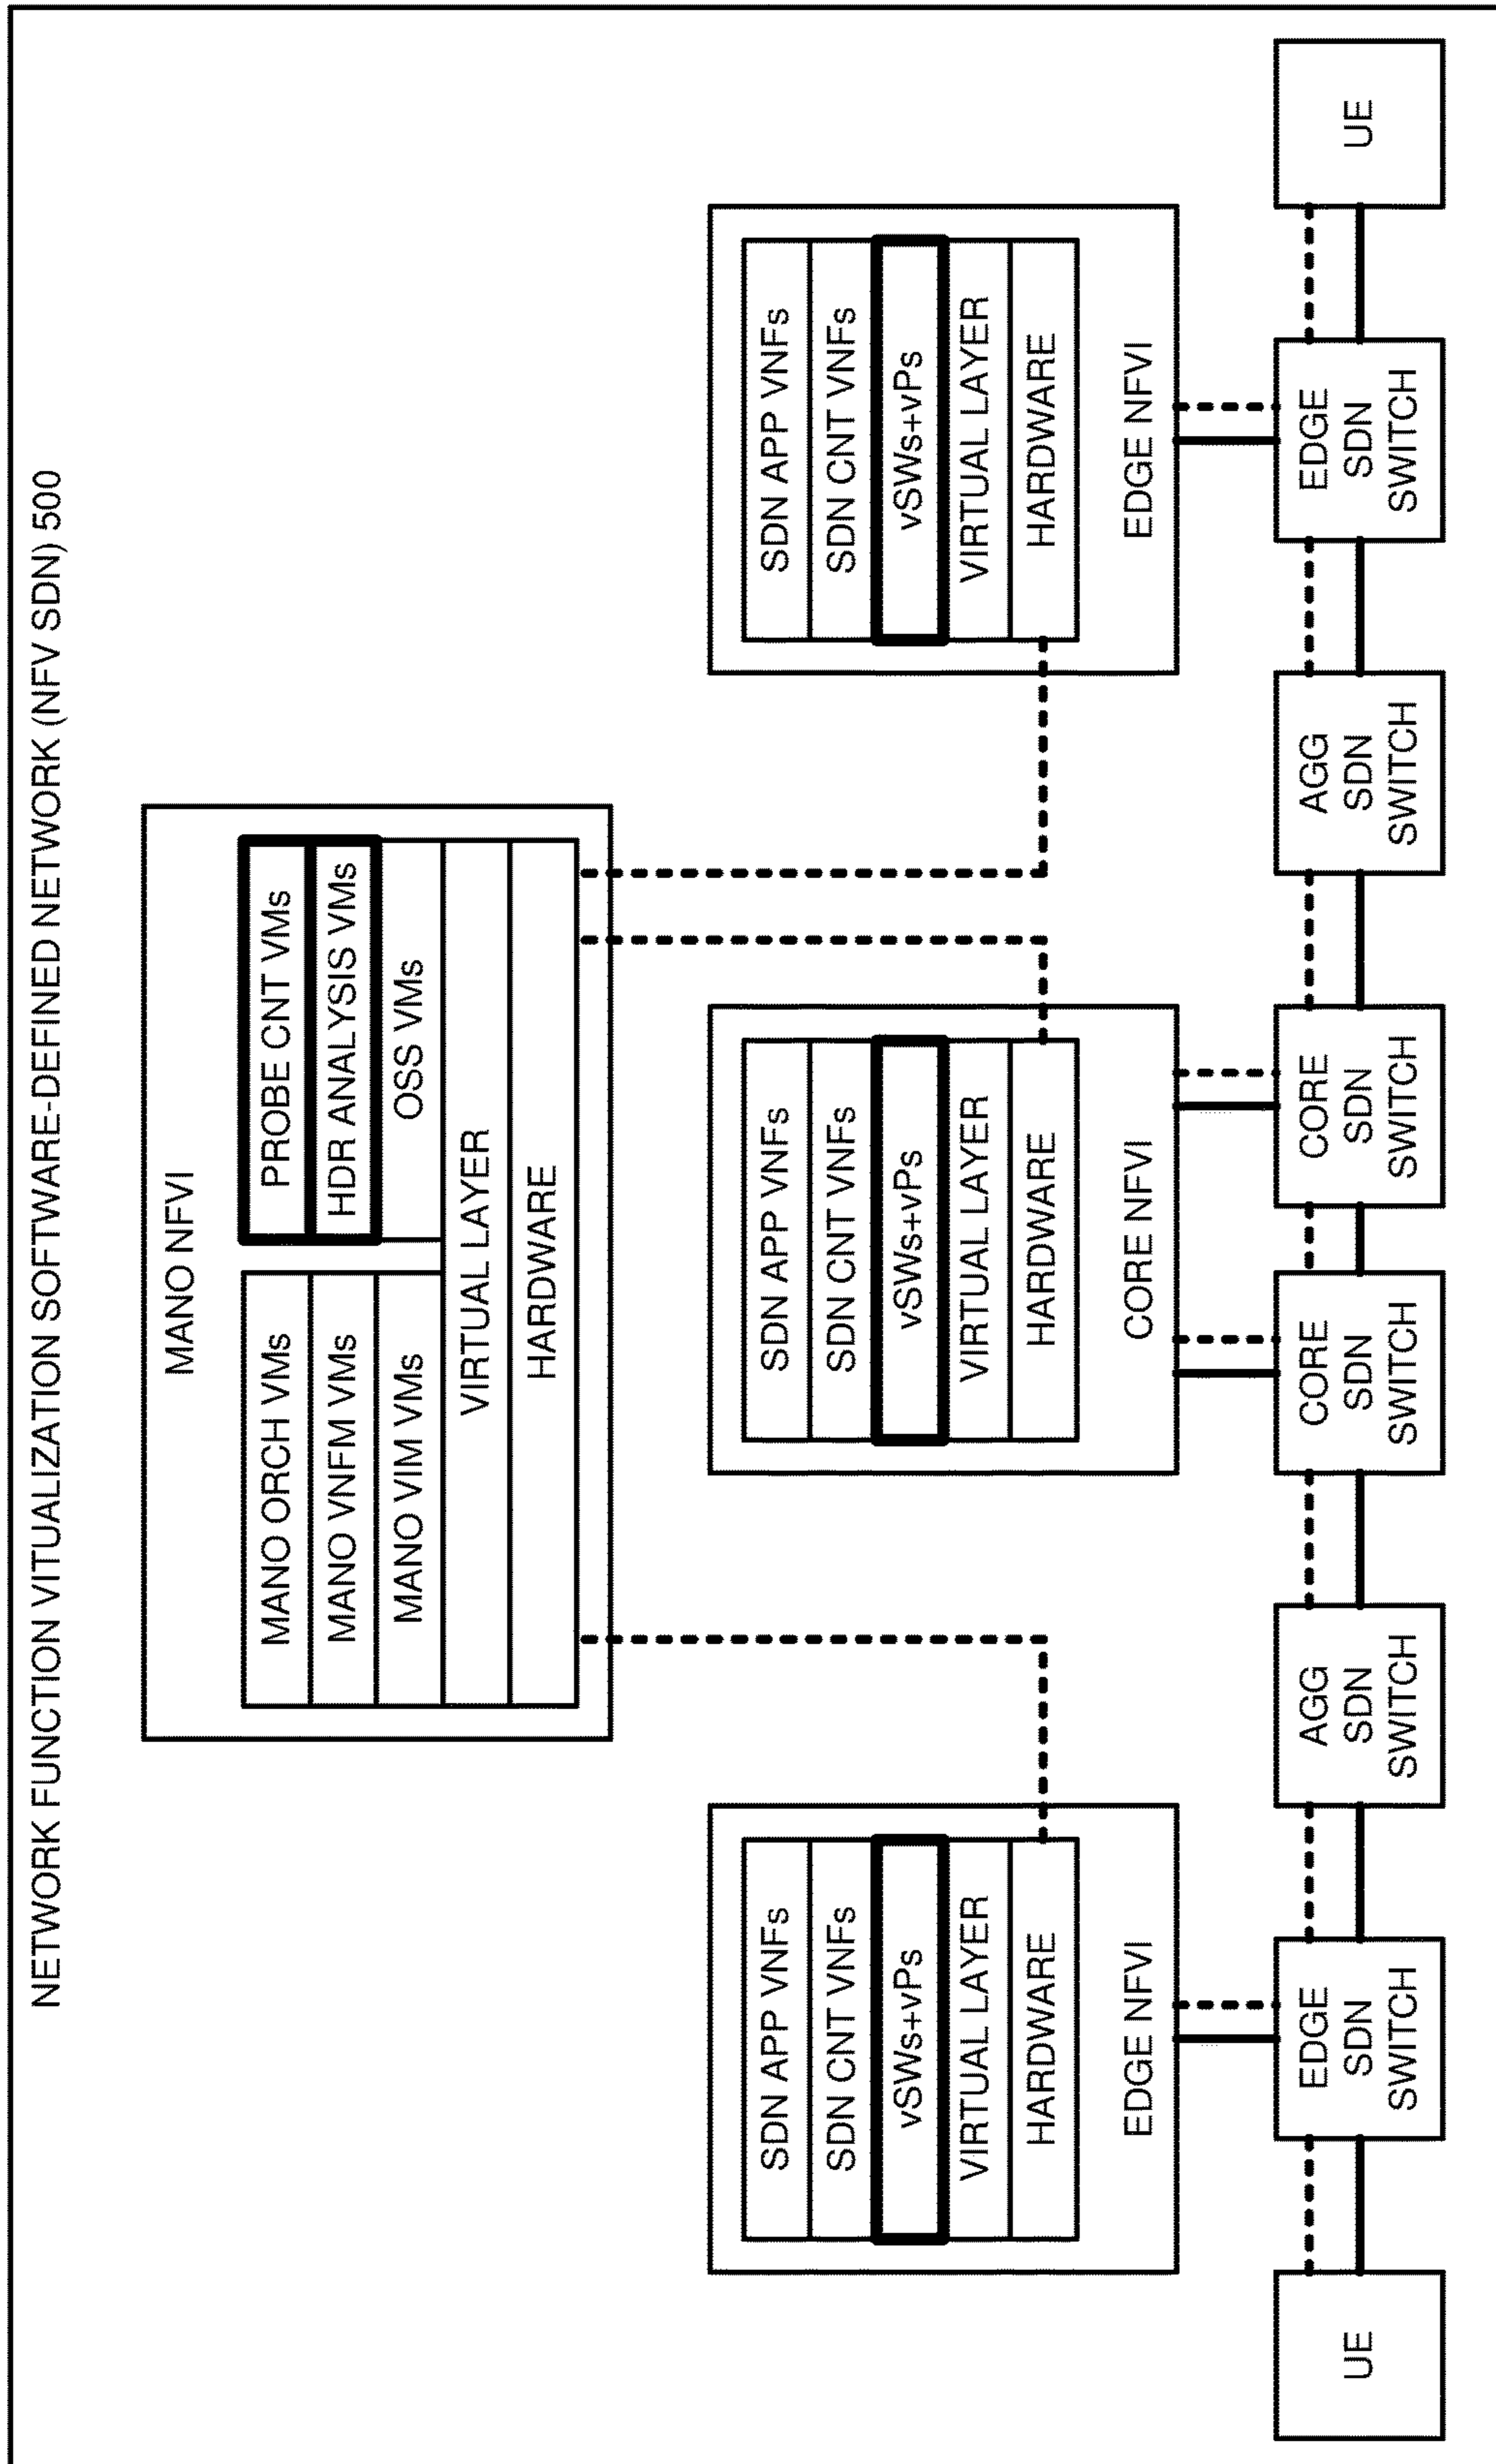 NETWORK FUNCTION VITUALIZATION SOFTWARE-DEFINED NETWORK (NFV SDN) 500
MANO NFVI
MANO ORCH VMs
MANO VNFM VMs
MANO VIM VMs
PROBE CNT VMs
HDR ANALYSIS VMs
OSS VMs
VIRTUAL LAYER
HARDWARE
SDN APP VNFs
SDN CNT VNFs
vSWs+vPs
VIRTUAL LAYER
HARDWARE
EDGE NFVI
SDN APP VNFs
SDN CNT VNFs
vSWs+vPs
VIRTUAL LAYER
HARDWARE
CORE NFVI
SDN APP VNFs
SDN CNT VNFs
vSWs+vPs
VIRTUAL LAYER
HARDWARE
EDGE NFVI
UE
EDGE
SDN
SWITCH
AGG
SDN
SWITCH
CORE
SDN
SWITCH
CORE
SDN
SWITCH
AGG
SDN
SWITCH
EDGE
SDN
SWITCH
UE